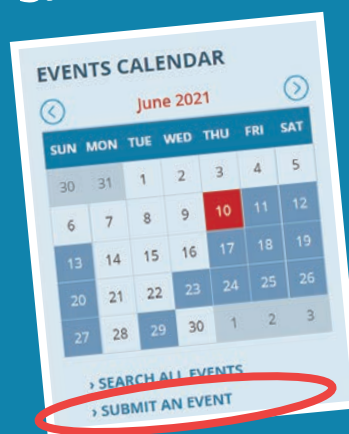 EVENTS CALENDAR
June 2021
SUN MON TUE WED THU FRI SAT
30 31 1 2 3 4 5
6 7 8 9 10 11 12
13 14 15 16 17 18 19
20 21 22 23 24 25 26
27 28 29 30 1 2 3
› SEARCH ALL EVENTS
› SUBMIT AN EVENT